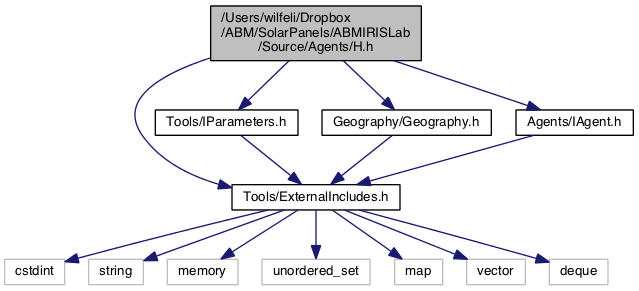 /Users/wilfeli/Dropbox
/ABM/SolarPanels/ABMIRISLab
/Source/Agents/H.h
Tools/IParameters.h
Geography/Geography.h
Agents/IAgent.h
Tools/ExternalIncludes.h
cstdint
string
memory
unordered_set
map
vector
deque